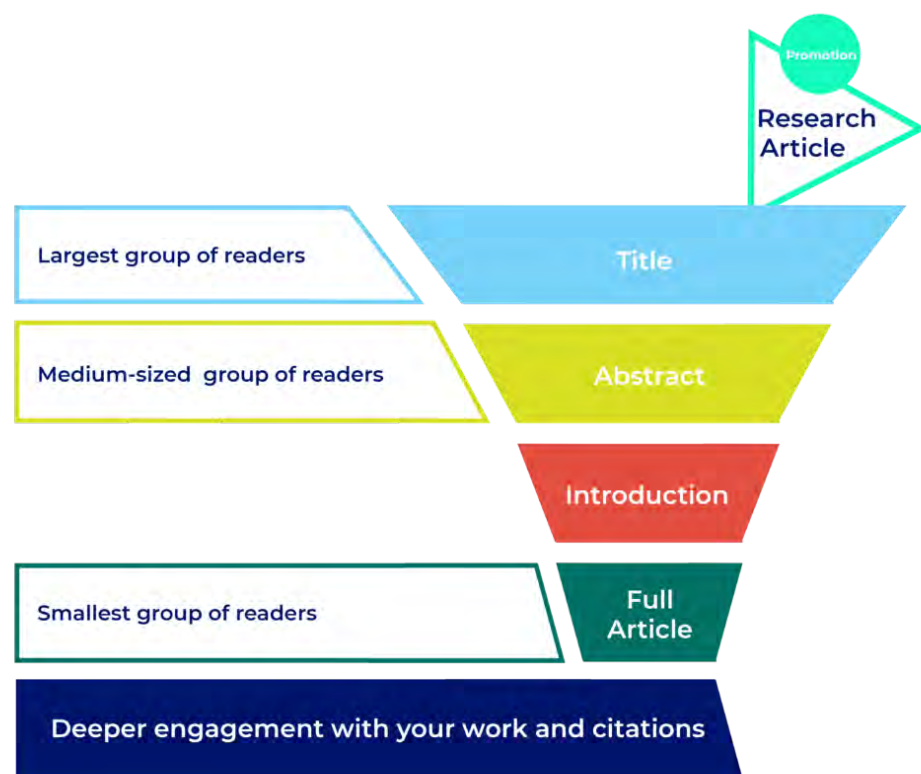 Promotion
Research
Article
Largest group of readers
Title
Medium-sized group of readers
Abstract
Introduction
Smallest group of readers
Full
Article
Deeper engagement with your work and citations